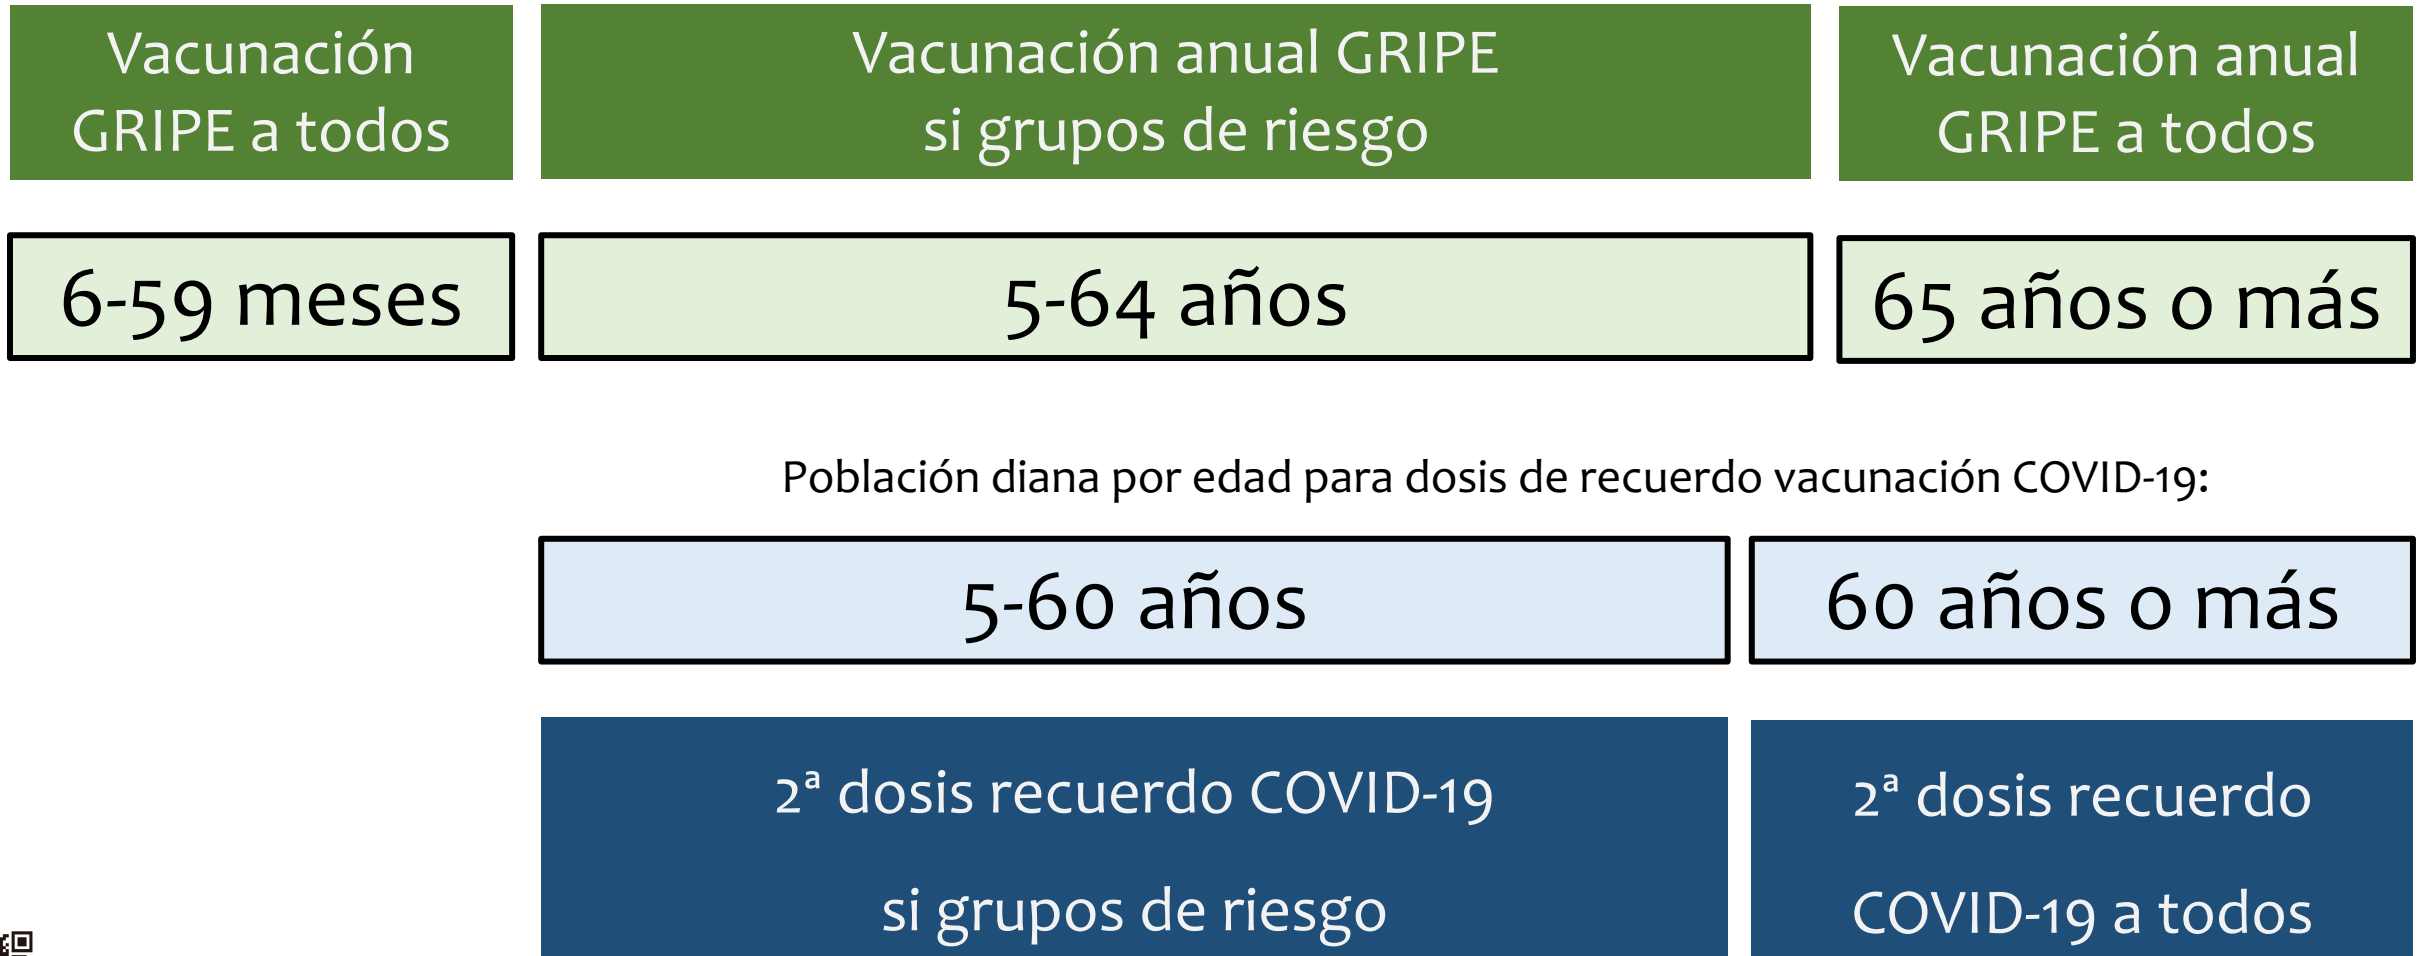 Vacunación
GRIPE a todos
Vacunación anual GRIPE
si grupos de riesgo
Vacunación anual
GRIPE a todos
6-59 meses
5-64 años
65 años o más
Población diana por edad para dosis de recuerdo vacunación COVID-19:
5-60 años
60 años o más
2ª dosis recuerdo COVID-19
si grupos de riesgo
2ª dosis recuerdo
COVID-19 a todos